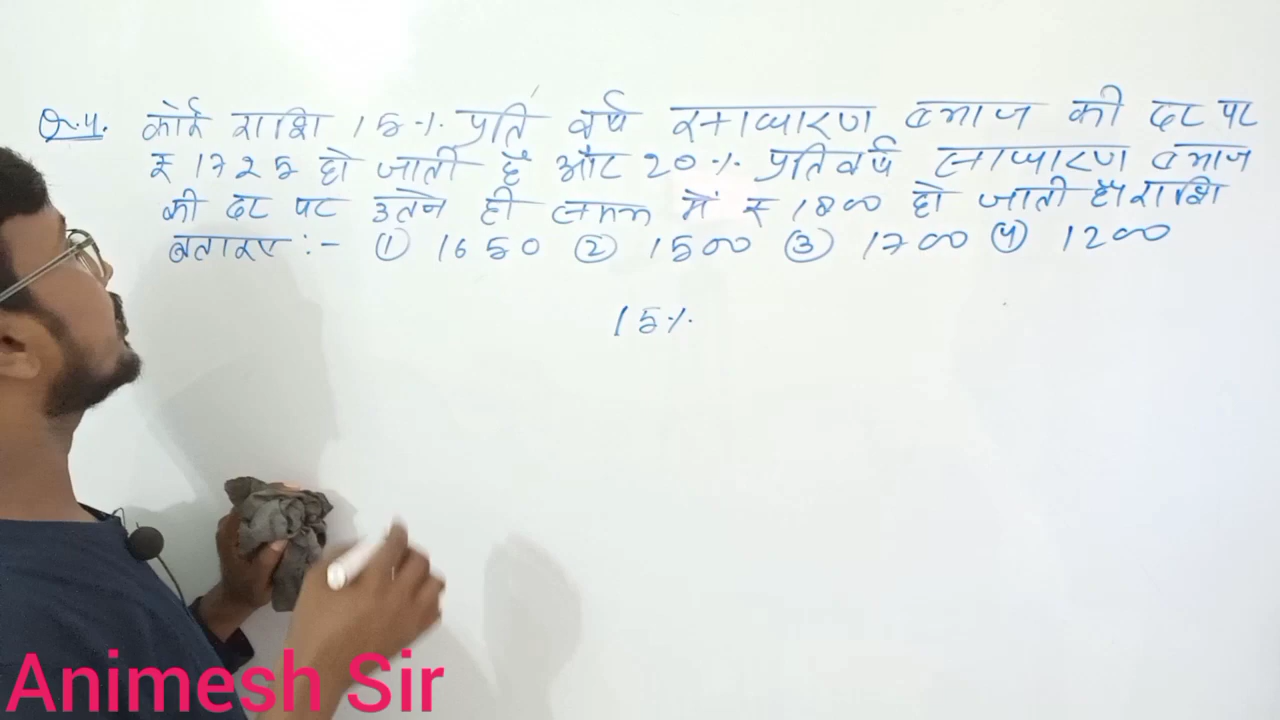 Q.4. कोई राशि 15% प्रति वर्ष साधारण ब्याज की दर पर
₹ 1725 हो जाती है और 20% प्रतिवर्ष साधारण ब्याज
की दर पर उतने ही समय में ₹ 1800 हो जाती है। राशि
बताइए :- ① 1650 ② 1500 ③ 1700 ④ 1200
15%
Animesh Sir